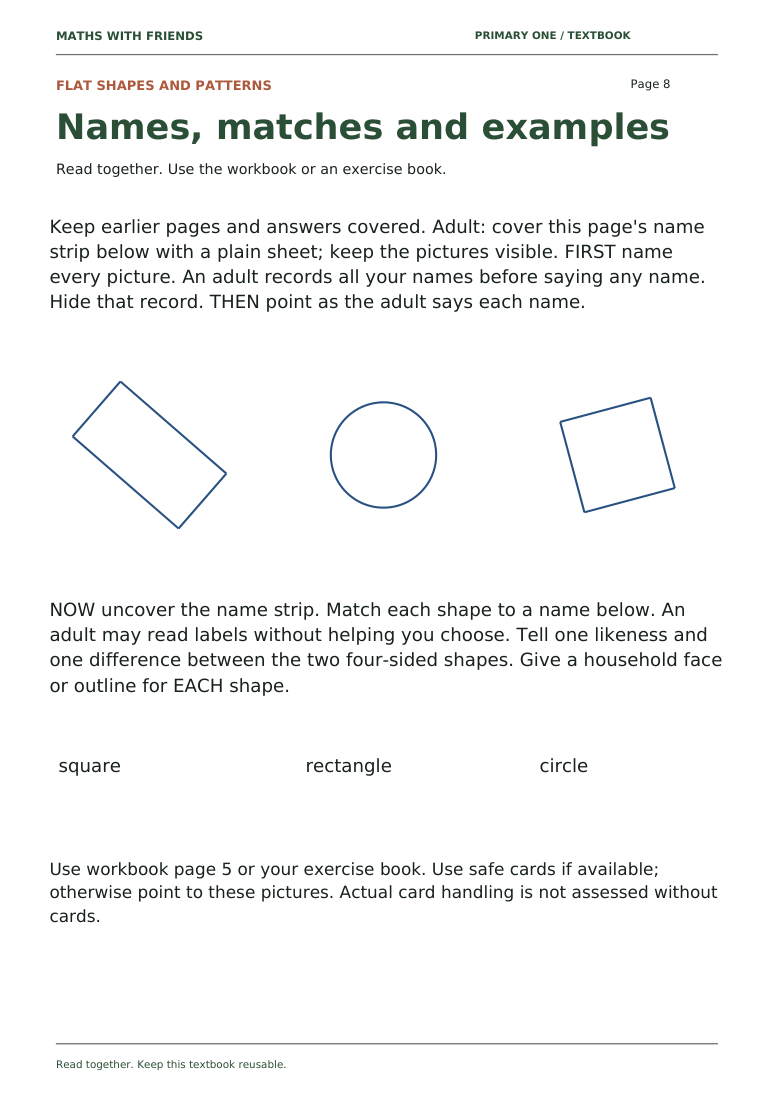 MATHS WITH FRIENDS
PRIMARY ONE / TEXTBOOK
FLAT SHAPES AND PATTERNS
Page 8
Names, matches and examples
Read together. Use the workbook or an exercise book.
Keep earlier pages and answers covered. Adult: cover this page's name
strip below with a plain sheet; keep the pictures visible. FIRST name
every picture. An adult records all your names before saying any name.
Hide that record. THEN point as the adult says each name.
NOW uncover the name strip. Match each shape to a name below. An
adult may read labels without helping you choose. Tell one likeness and
one difference between the two four-sided shapes. Give a household face
or outline for EACH shape.
square
rectangle
circle
Use workbook page 5 or your exercise book. Use safe cards if available;
otherwise point to these pictures. Actual card handling is not assessed without
cards.
Read together. Keep this textbook reusable.